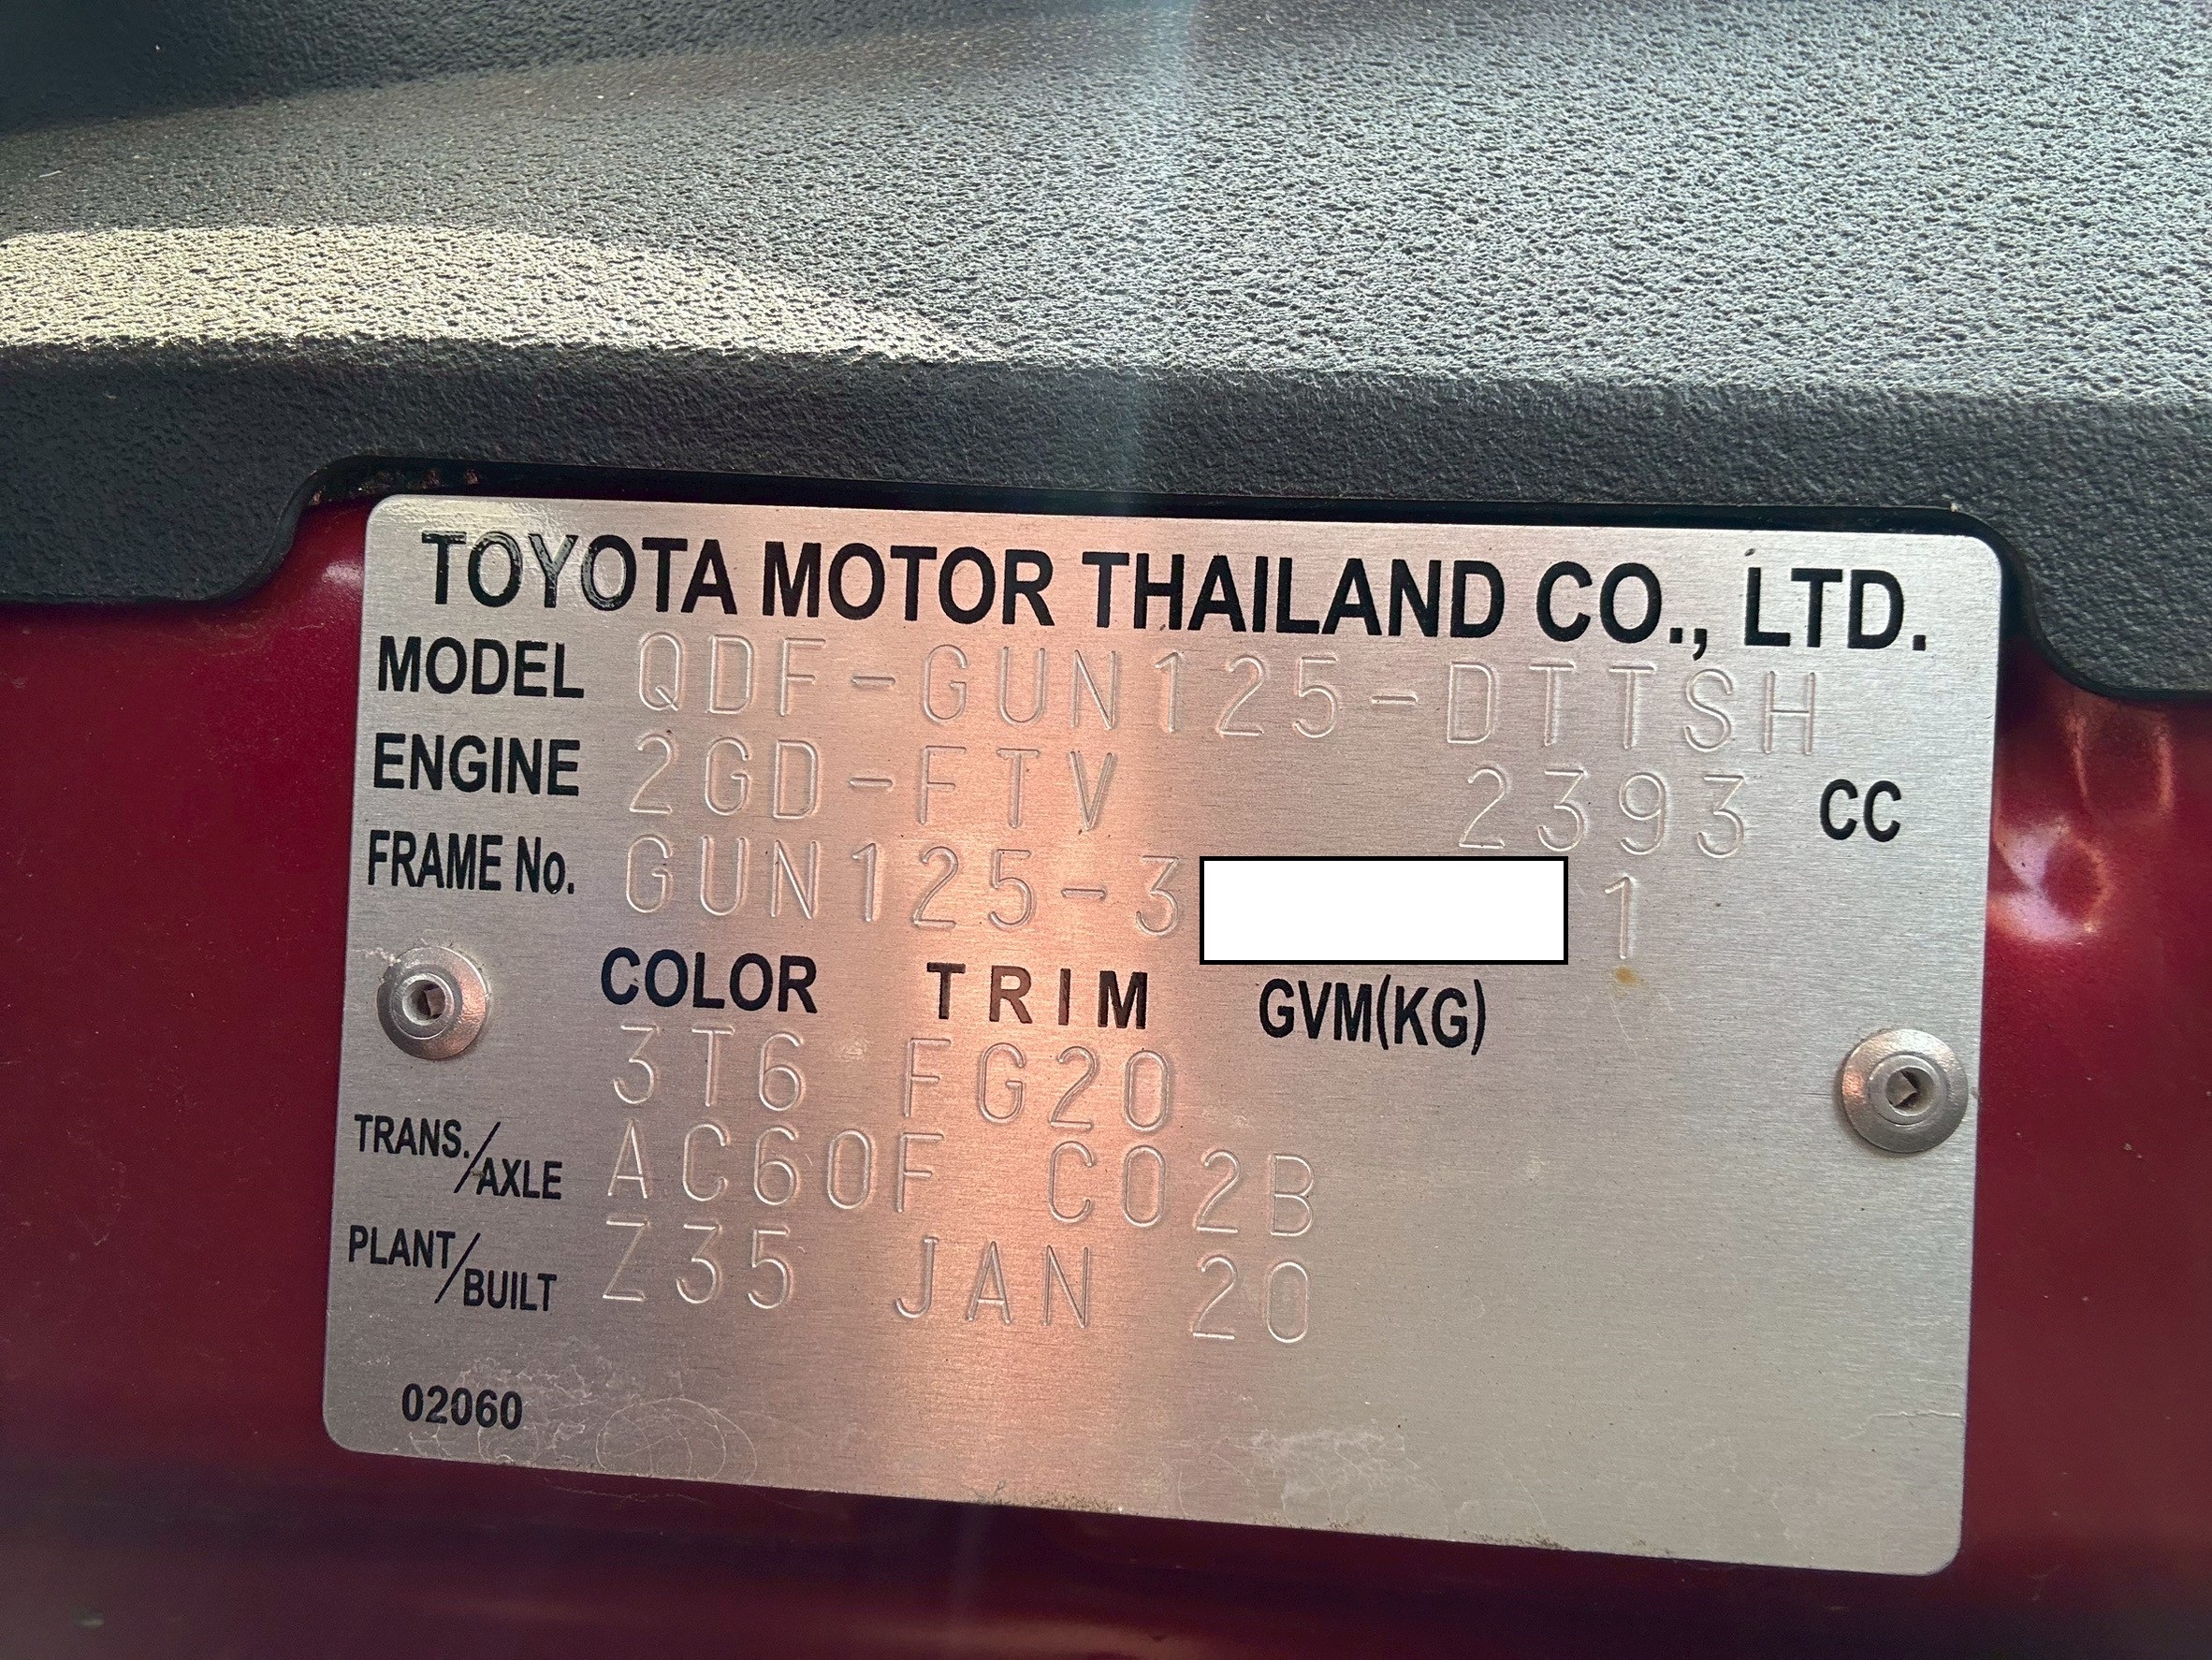 TOYOTA MOTOR THAILAND CO., LTD.
MODEL QDF-GUN125-DTTSH
ENGINE 2GD-FTV 2393 CC
FRAME No. GUN125-3 1
COLOR TRIM GVM(KG)
3T6 FG20
TRANS./AXLE AC60F C02B
PLANT/BUILT Z35 JAN 20
02060